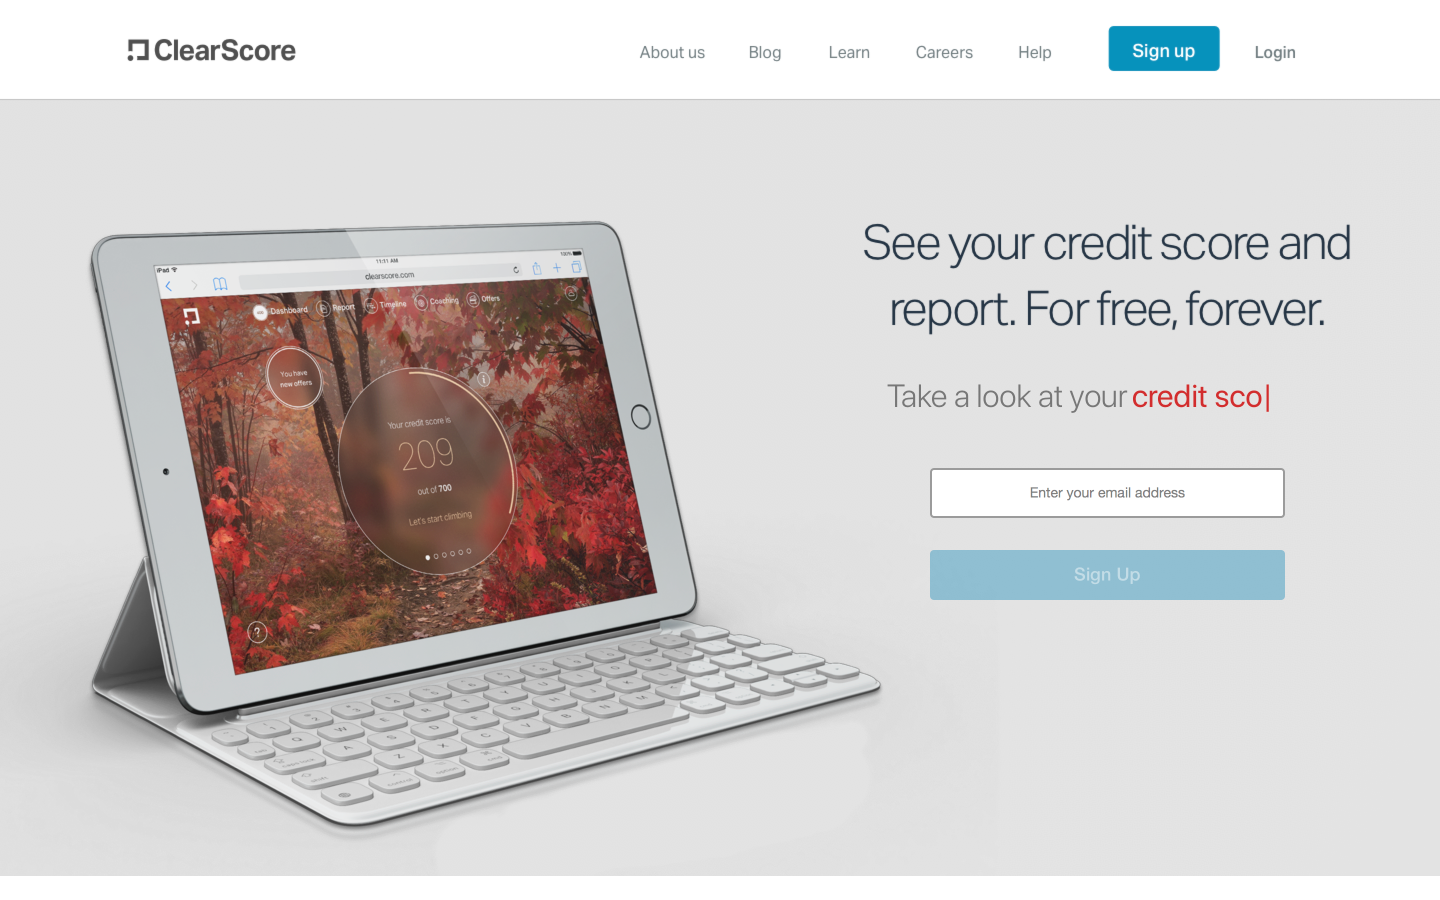 ClearScore
About us
Blog
Learn
Careers
Help
Sign up
Login
See your credit score and
report. For free, forever.
Take a look at your credit sco|
Enter your email address
Sign Up
iPad
11:11 AM
100%
clearscore.com
Dashboard
Report
Timeline
Coaching
Offers
You have
new offers
i
Your credit score is
209
out of 700
Let's start climbing
?
Q W E R T Y U I O P
A S D F G H J K L
Z X C V B N M